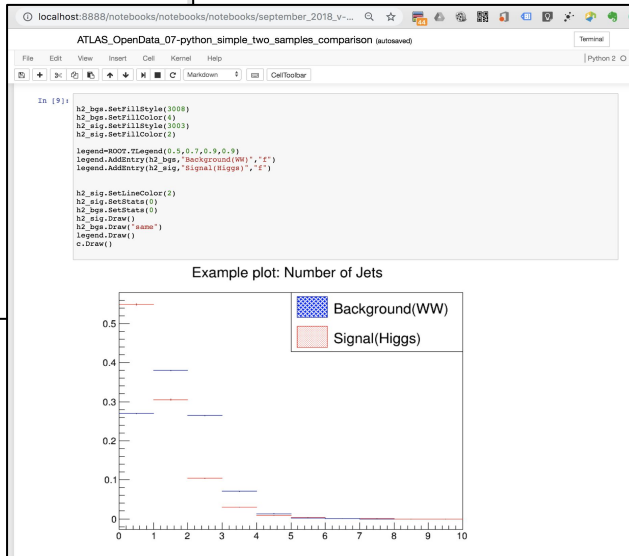 localhost:8888/notebooks/notebooks/notebooks/september_2018_v-...
44
ATLAS_OpenData_07-python_simple_two_samples_comparison (autosaved)
Terminal
File Edit View Insert Cell Kernel Help
Python 2
Markdown
CellToolbar
In [9]:
h2_bgs.SetFillStyle(3008)
h2_bgs.SetFillColor(4)
h2_sig.SetFillStyle(3003)
h2_sig.SetFillColor(2)
legend=ROOT.TLegend(0.5,0.7,0.9,0.9)
legend.AddEntry(h2_bgs,"Background(WW)","f")
legend.AddEntry(h2_sig,"Signal(Higgs)","f")
h2_sig.SetLineColor(2)
h2_sig.SetStats(0)
h2_bgs.SetStats(0)
h2_sig.Draw()
h2_bgs.Draw("same")
legend.Draw()
c.Draw()
Example plot: Number of Jets
Background(WW)
Signal(Higgs)
0.5
0.4
0.3
0.2
0.1
0
0 1 2 3 4 5 6 7 8 9 10